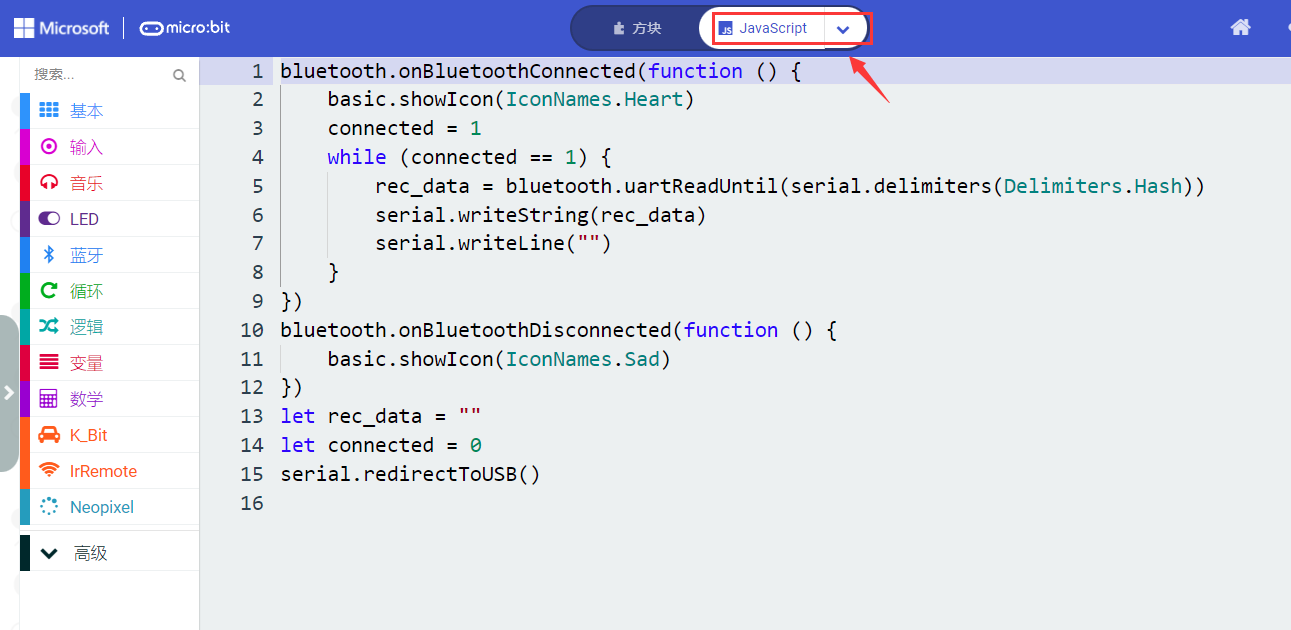 Microsoft micro:bit 方块 JS JavaScript
搜索...
基本
输入
音乐
LED
蓝牙
循环
逻辑
变量
数学
K_Bit
IrRemote
Neopixel
高级
1 bluetooth.onBluetoothConnected(function () {
2 basic.showIcon(IconNames.Heart)
3 connected = 1
4 while (connected == 1) {
5 rec_data = bluetooth.uartReadUntil(serial.delimiters(Delimiters.Hash))
6 serial.writeString(rec_data)
7 serial.writeLine("")
8 }
9 })
10 bluetooth.onBluetoothDisconnected(function () {
11 basic.showIcon(IconNames.Sad)
12 })
13 let rec_data = ""
14 let connected = 0
15 serial.redirectToUSB()
16